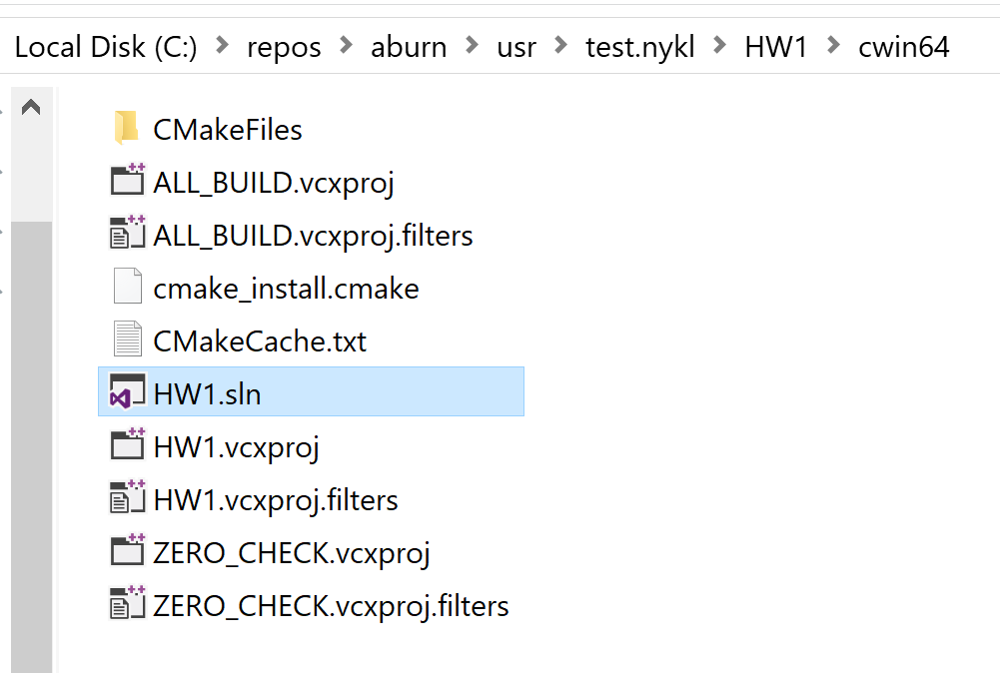 Local Disk (C:) > repos > aburn > usr > test.nykl > HW1 > cwin64
CMakeFiles
ALL_BUILD.vcxproj
ALL_BUILD.vcxproj.filters
cmake_install.cmake
CMakeCache.txt
HW1.sln
HW1.vcxproj
HW1.vcxproj.filters
ZERO_CHECK.vcxproj
ZERO_CHECK.vcxproj.filters